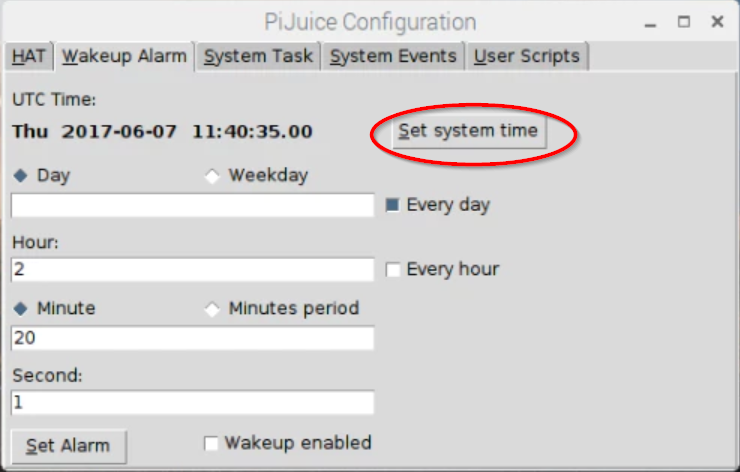 PiJuice Configuration
HAT Wakeup Alarm System Task System Events User Scripts
UTC Time:
Thu 2017-06-07 11:40:35.00 Set system time
Day Weekday
Every day
Hour:
2 Every hour
Minute Minutes period
20
Second:
1
Set Alarm Wakeup enabled